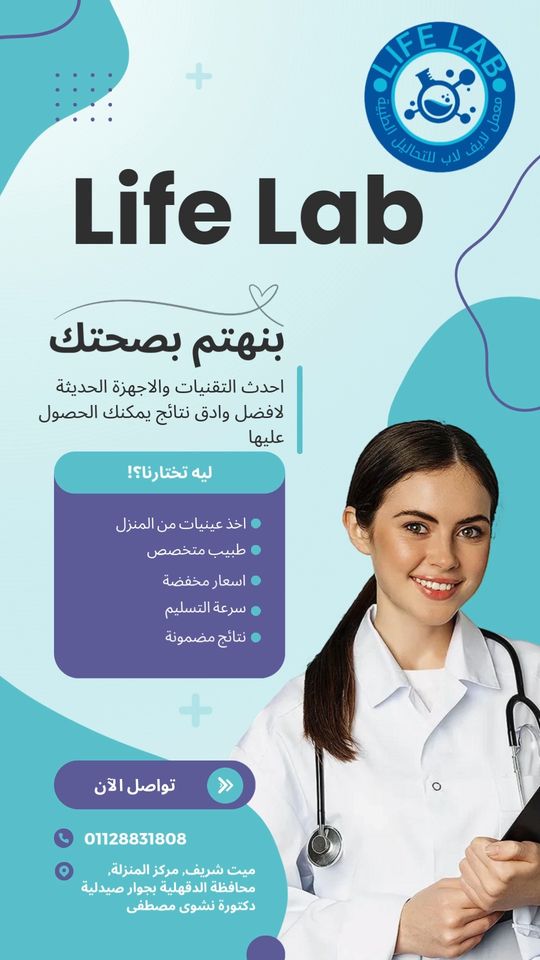 LIFE LAB
معمل لايف لاب للتحاليل الطبية
Life Lab
بنهتم بصحتك
احدث التقنيات والاجهزة الحديثة
لافضل وادق نتائج يمكنك الحصول
عليها
ليه تختارنا؟!
اخذ عينيات من المنزل
طبيب متخصص
اسعار مخفضة
سرعة التسليم
نتائج مضمونة
تواصل الآن
01128831808
ميت شريف, مركز المنزلة,
محافظة الدقهلية بجوار صيدلية
دكتورة نشوى مصطفى